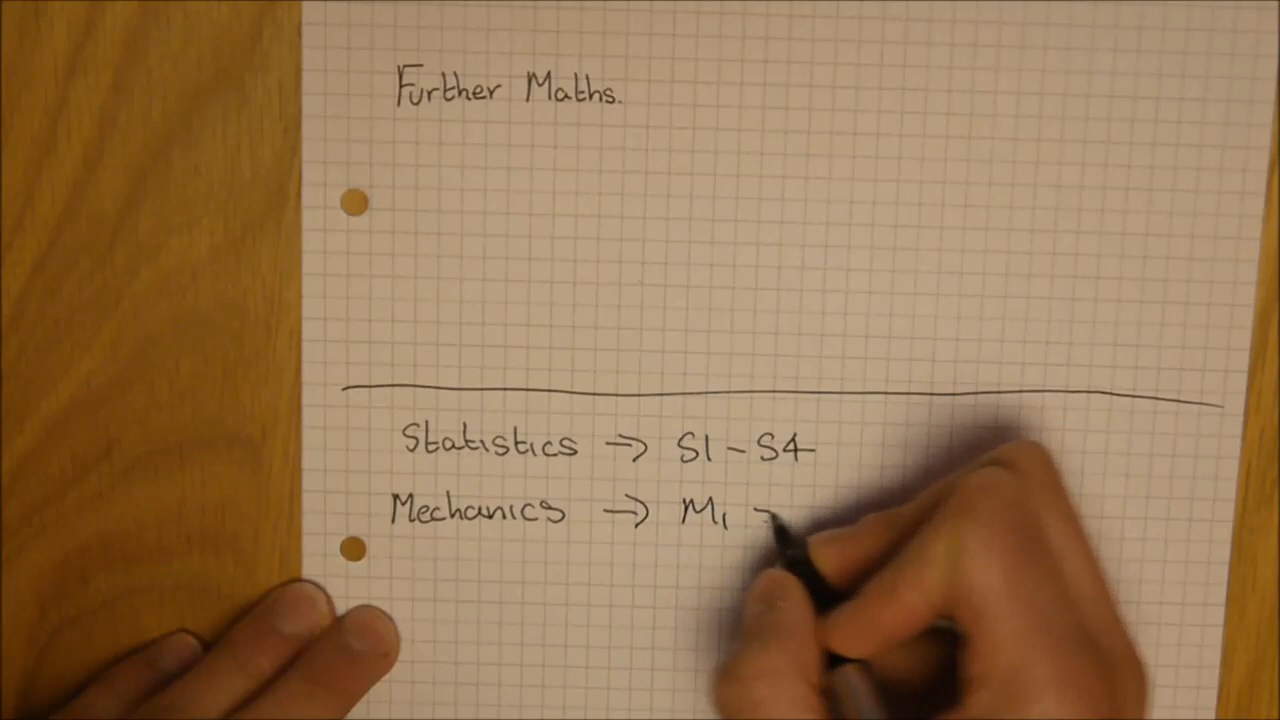 Further Maths.
Statistics → S1 - S4
Mechanics → M1 -